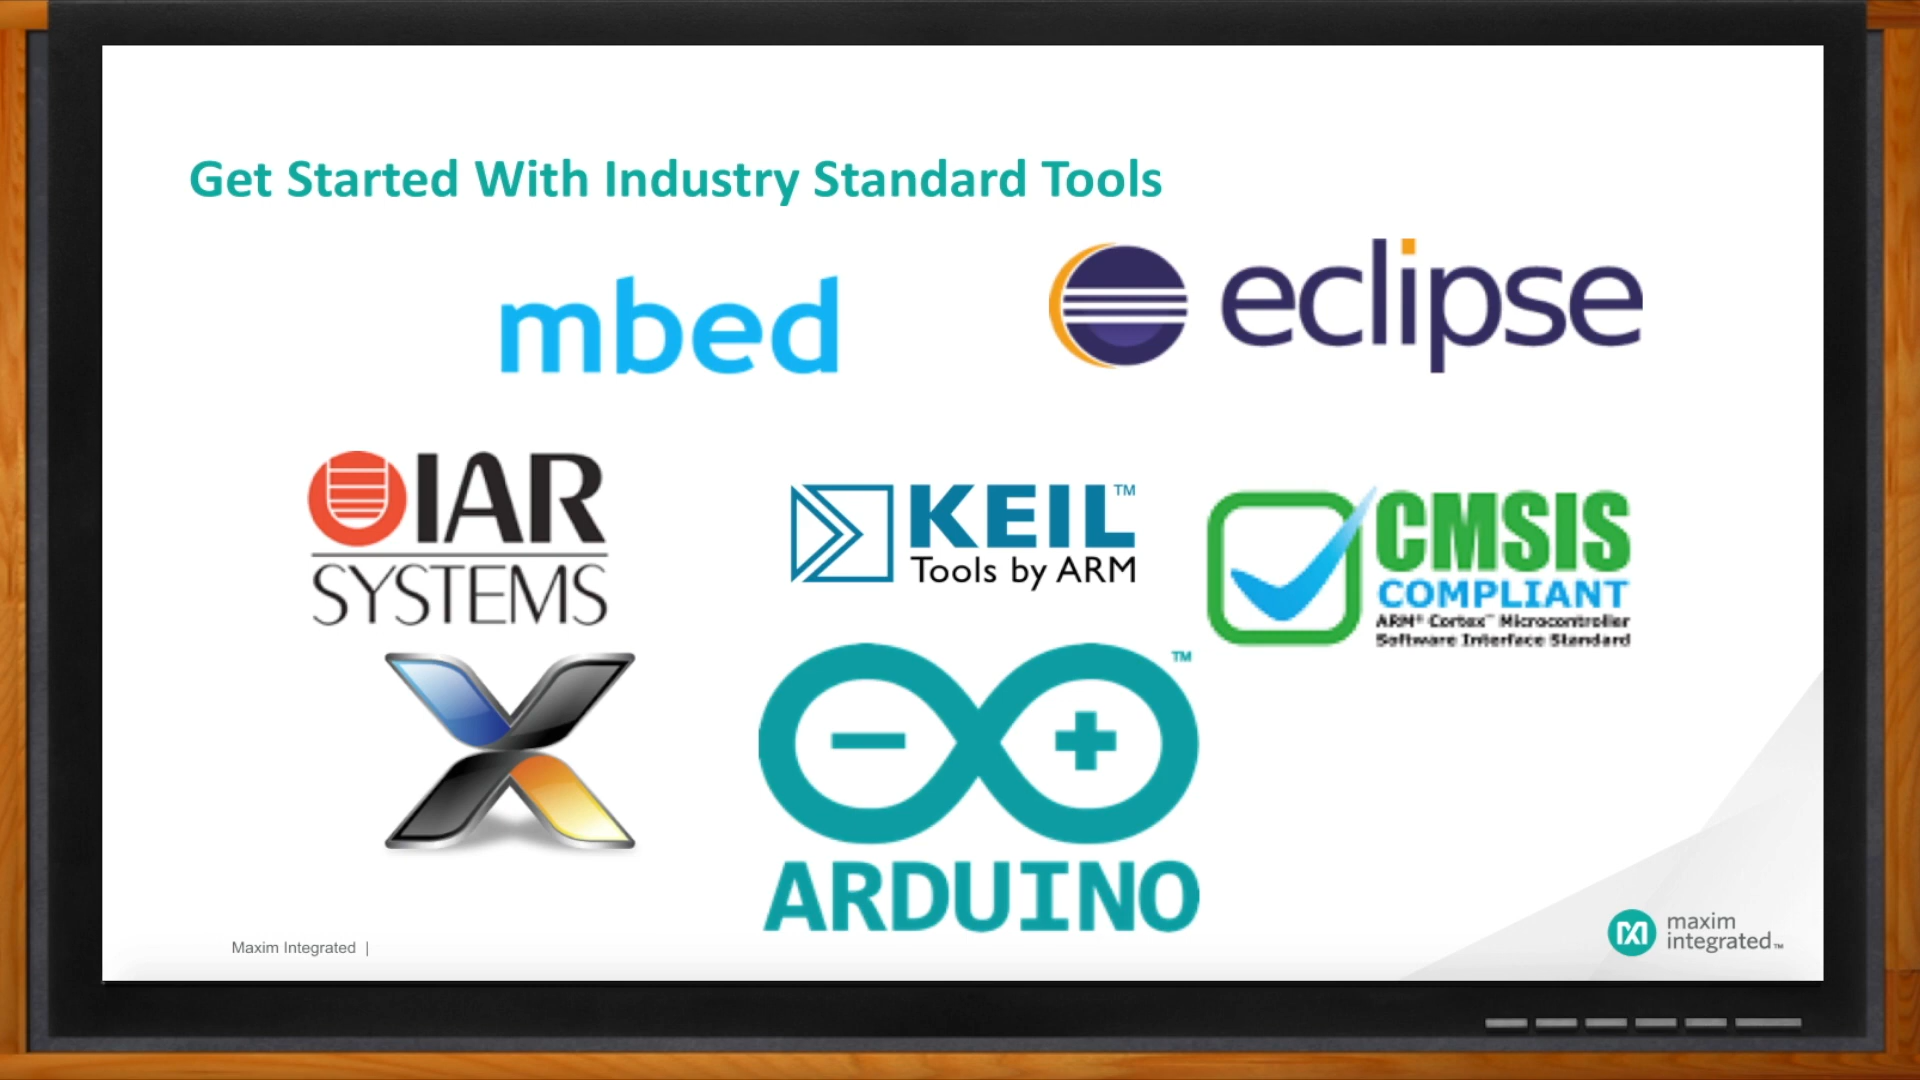 Get Started With Industry Standard Tools
mbed
eclipse
IAR
SYSTEMS
KEIL™
Tools by ARM
CMSIS
COMPLIANT
ARM® Cortex™ Microcontroller
Software Interface Standard
ARDUINO
™
Maxim Integrated |
maxim
integrated™